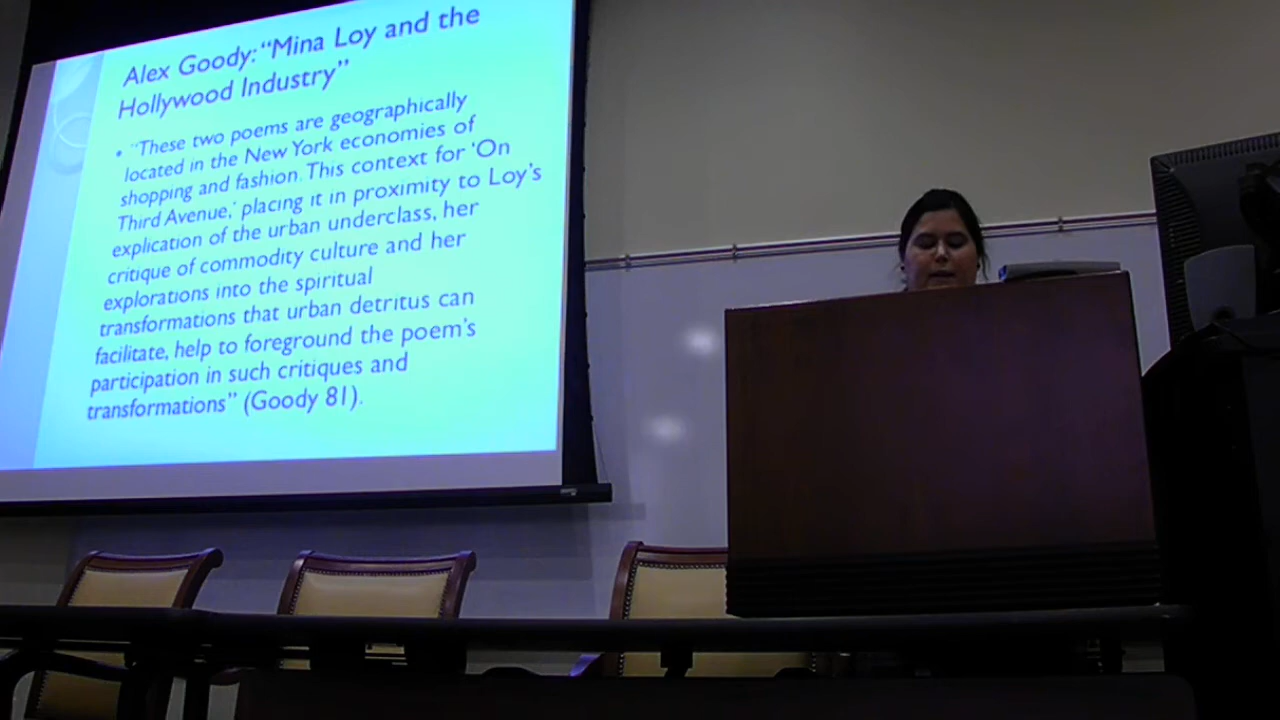 Alex Goody: “Mina Loy and the
Hollywood Industry”
• “These two poems are geographically
located in the New York economies of
shopping and fashion. This context for ‘On
Third Avenue,’ placing it in proximity to Loy’s
explication of the urban underclass, her
critique of commodity culture and her
explorations into the spiritual
transformations that urban detritus can
facilitate, help to foreground the poem’s
participation in such critiques and
transformations” (Goody 81).